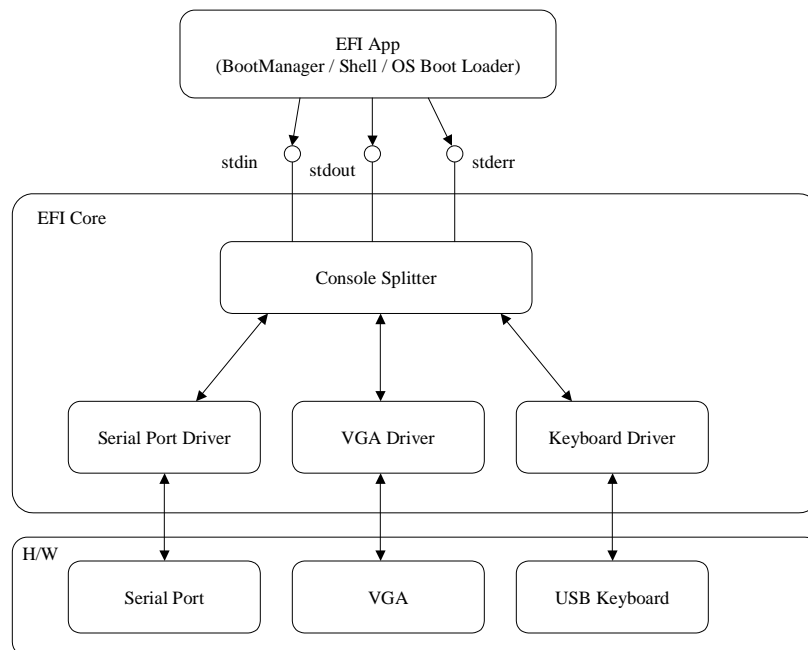 EFI App
(BootManager / Shell / OS Boot Loader)
stdin
stdout
stderr
EFI Core
Console Splitter
Serial Port Driver
VGA Driver
Keyboard Driver
H/W
Serial Port
VGA
USB Keyboard